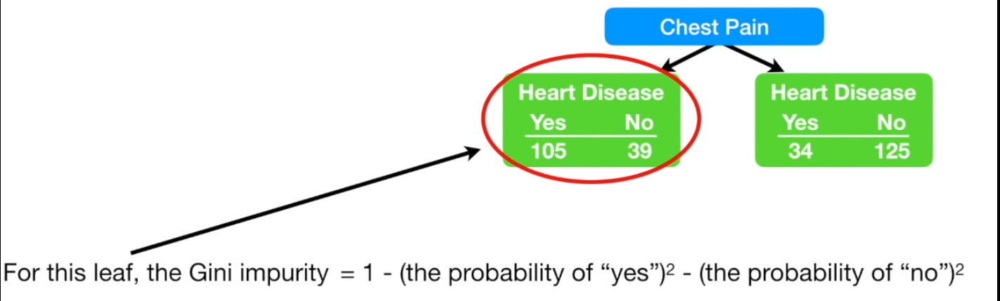 Chest Pain
Heart Disease
Yes No
105 39
Heart Disease
Yes No
34 125
For this leaf, the Gini impurity = 1 - (the probability of “yes”)² - (the probability of “no”)²